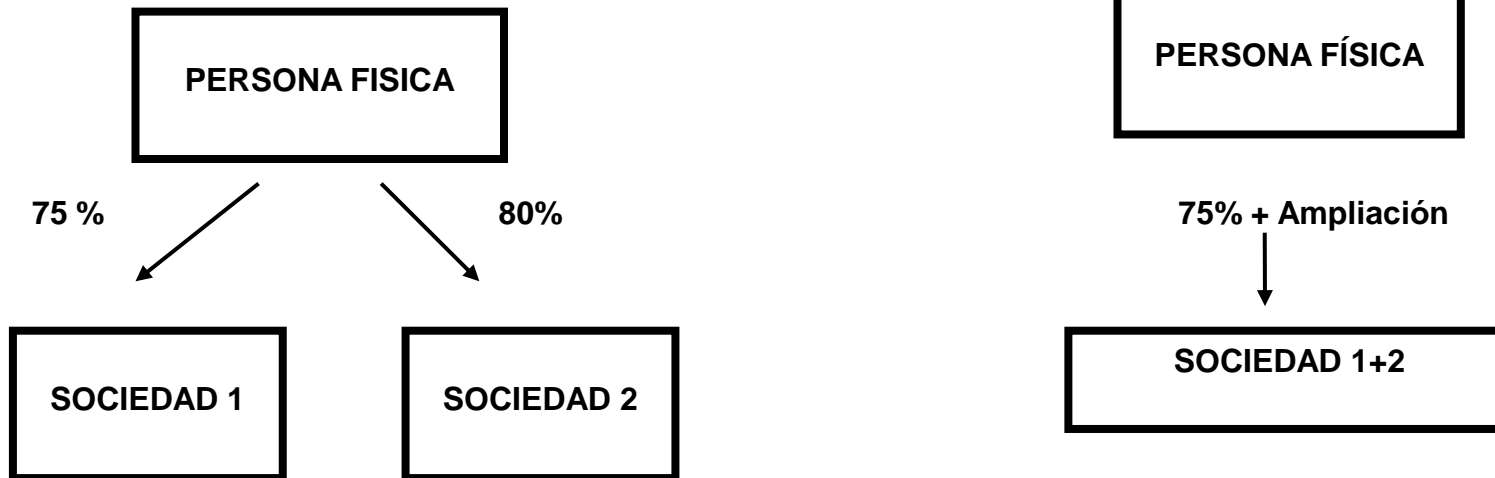 PERSONA FISICA
75 %
80%
SOCIEDAD 1
SOCIEDAD 2
PERSONA FÍSICA
75% + Ampliación
SOCIEDAD 1+2